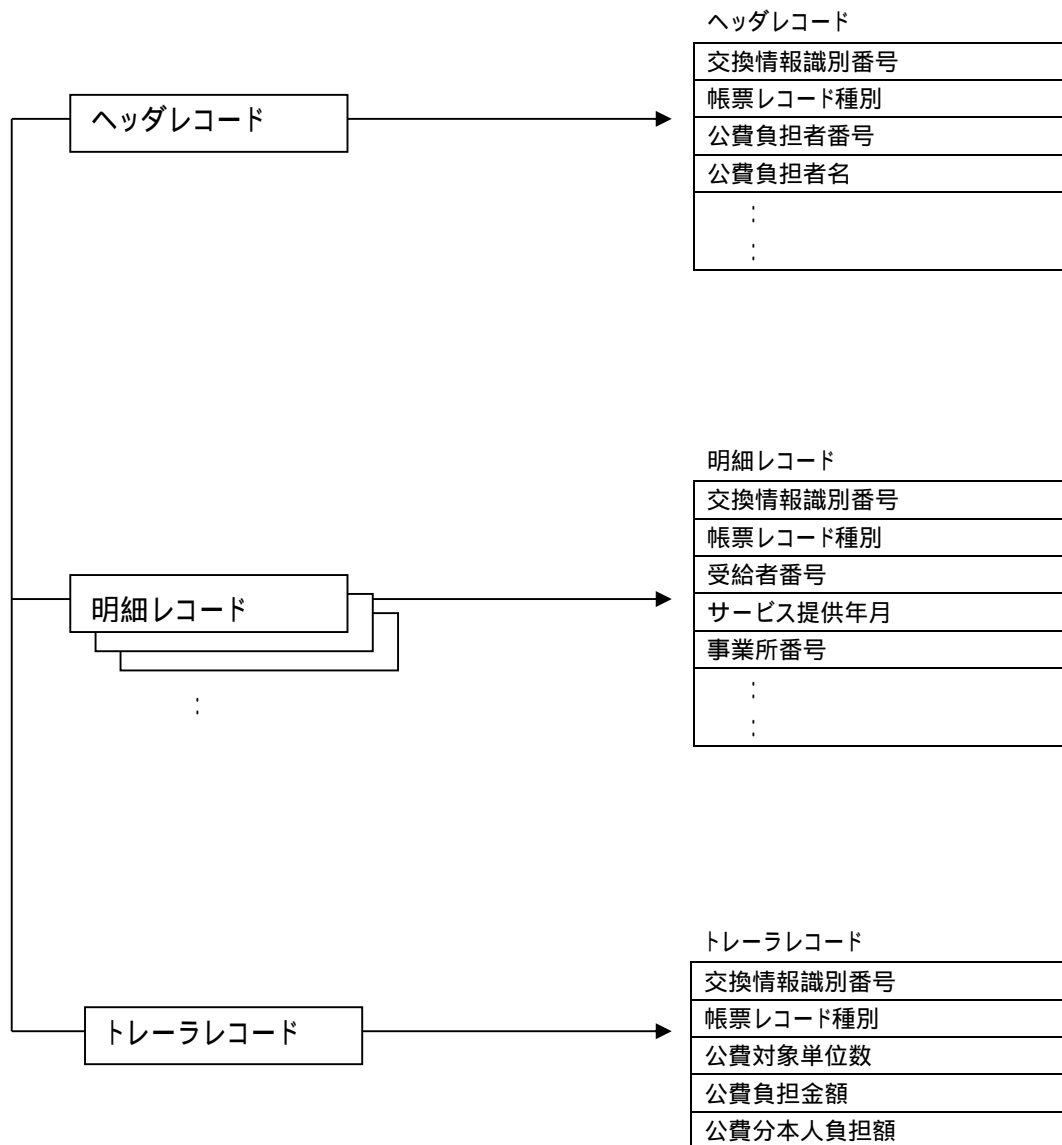 ヘッダレコード
交換情報識別番号
帳票レコード種別
公費負担者番号
公費負担者名
:
:
ヘッダレコード
明細レコード
交換情報識別番号
帳票レコード種別
受給者番号
サービス提供年月
事業所番号
:
:
明細レコード
:
トレーラレコード
交換情報識別番号
帳票レコード種別
公費対象単位数
公費負担金額
公費分本人負担額
トレーラレコード